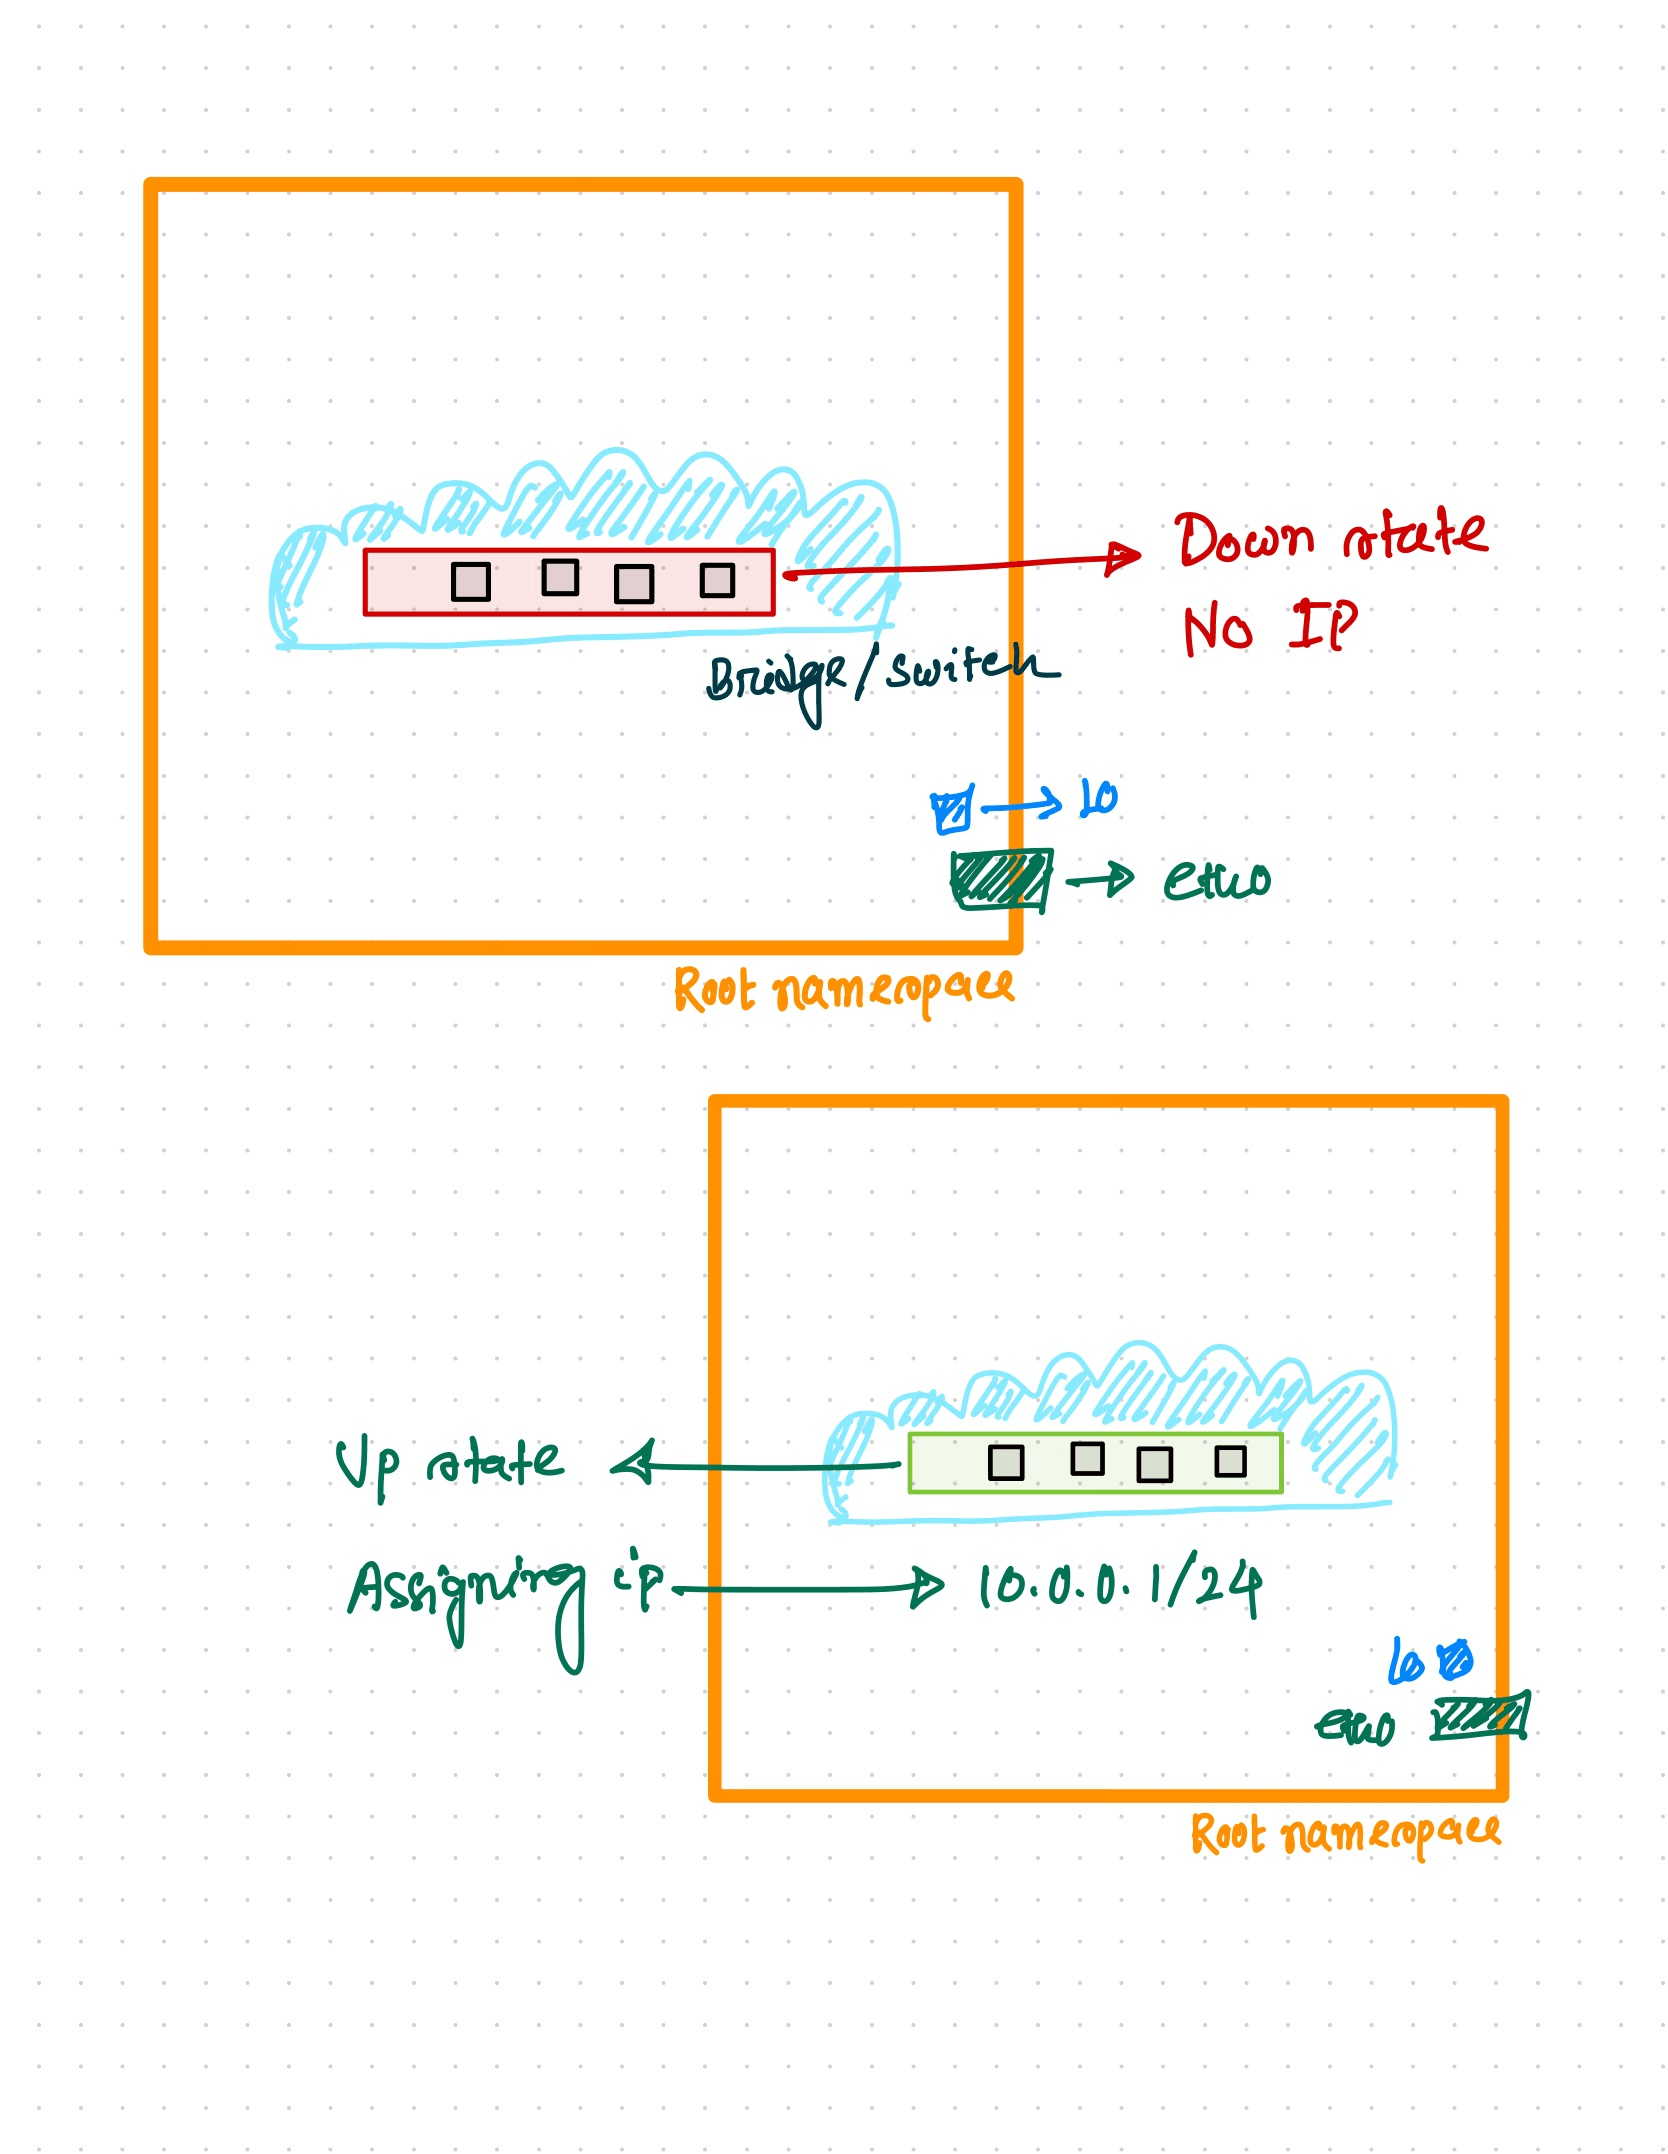 Down state
No IP
Bridge/switch
lo
eth0
Root namespace
Up state
Assigning ip
10.0.0.1/24
lo
eth0
Root namespace